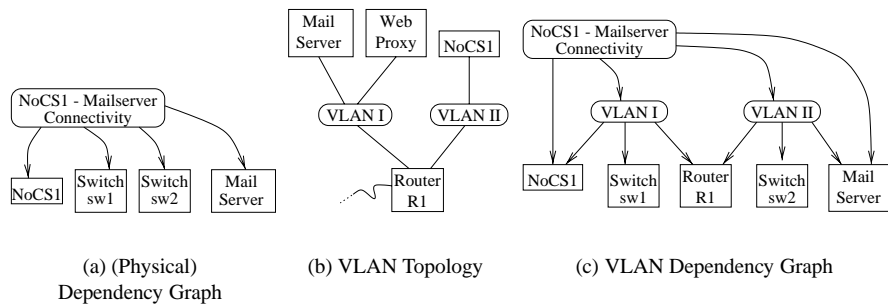 NoCS1 - Mailserver
Connectivity
NoCS1
Switch
sw1
Switch
sw2
Mail
Server
(a) (Physical)
Dependency Graph
Mail
Server
Web
Proxy
NoCS1
VLAN I
VLAN II
Router
R1
(b) VLAN Topology
NoCS1 - Mailserver
Connectivity
VLAN I
VLAN II
NoCS1
Switch
sw1
Router
R1
Switch
sw2
Mail
Server
(c) VLAN Dependency Graph